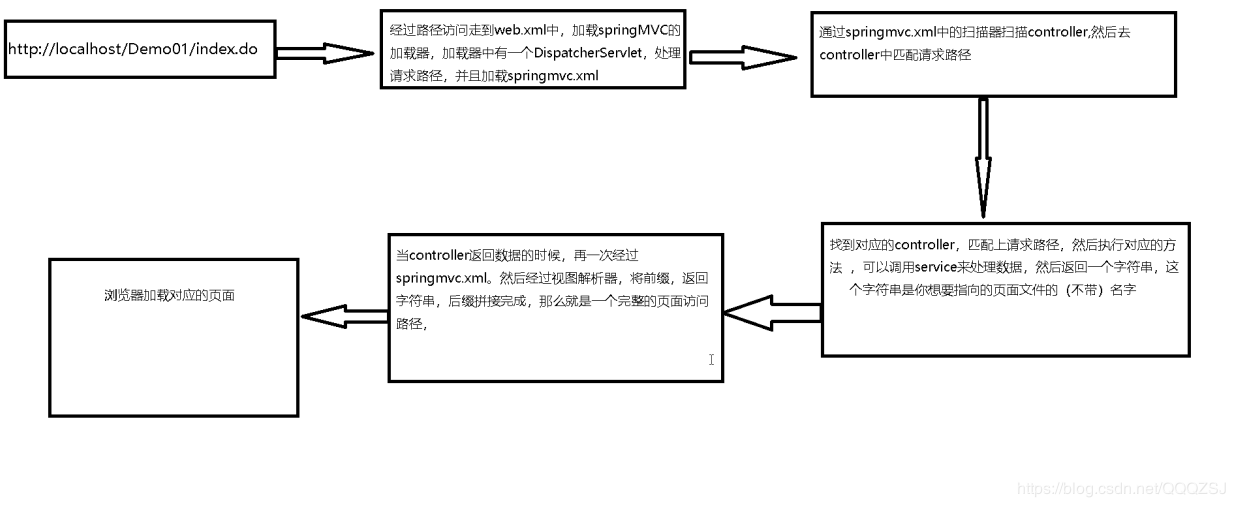 http://localhost/Demo01/index.do
经过路径访问走到web.xml中，加载springMVC的
加载器，加载器中有一个DispatcherServlet，处理
请求路径，并且加载springmvc.xml
通过springmvc.xml中的扫描器扫描controller,然后去
controller中匹配请求路径
找到对应的controller，匹配上请求路径，然后执行对应的方
法 ，可以调用service来处理数据，然后返回一个字符串，这
个字符串是你想要指向的页面文件的（不带）名字
当controller返回数据的时候，再一次经过
springmvc.xml。然后经过视图解析器，将前缀，返回
字符串，后缀拼接完成，那么就是一个完整的页面访问
路径，
浏览器加载对应的页面
https://blog.csdn.net/QQQZSJ